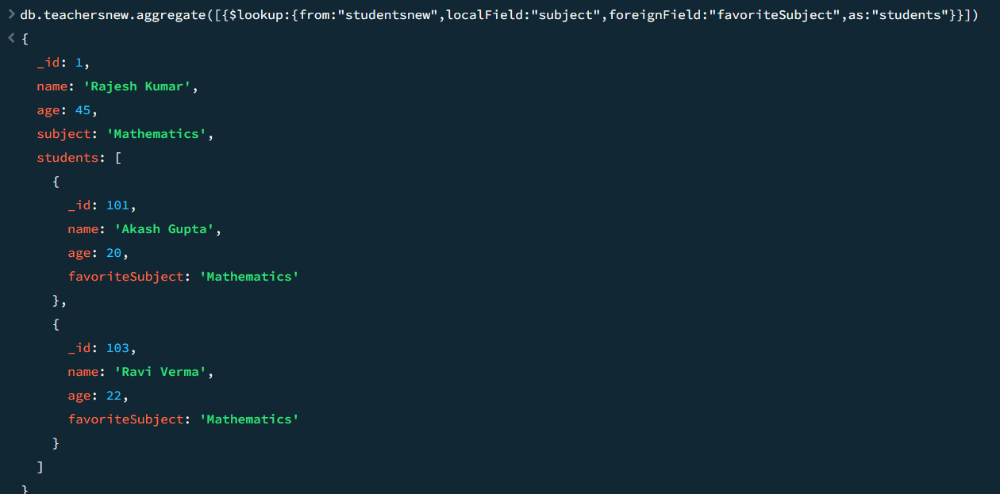 > db.teachersnew.aggregate([{$lookup:{from:"studentsnew",localField:"subject",foreignField:"favoriteSubject",as:"students"}}])
< {
_id: 1,
name: 'Rajesh Kumar',
age: 45,
subject: 'Mathematics',
students: [
{
_id: 101,
name: 'Akash Gupta',
age: 20,
favoriteSubject: 'Mathematics'
},
{
_id: 103,
name: 'Ravi Verma',
age: 22,
favoriteSubject: 'Mathematics'
}
]
}